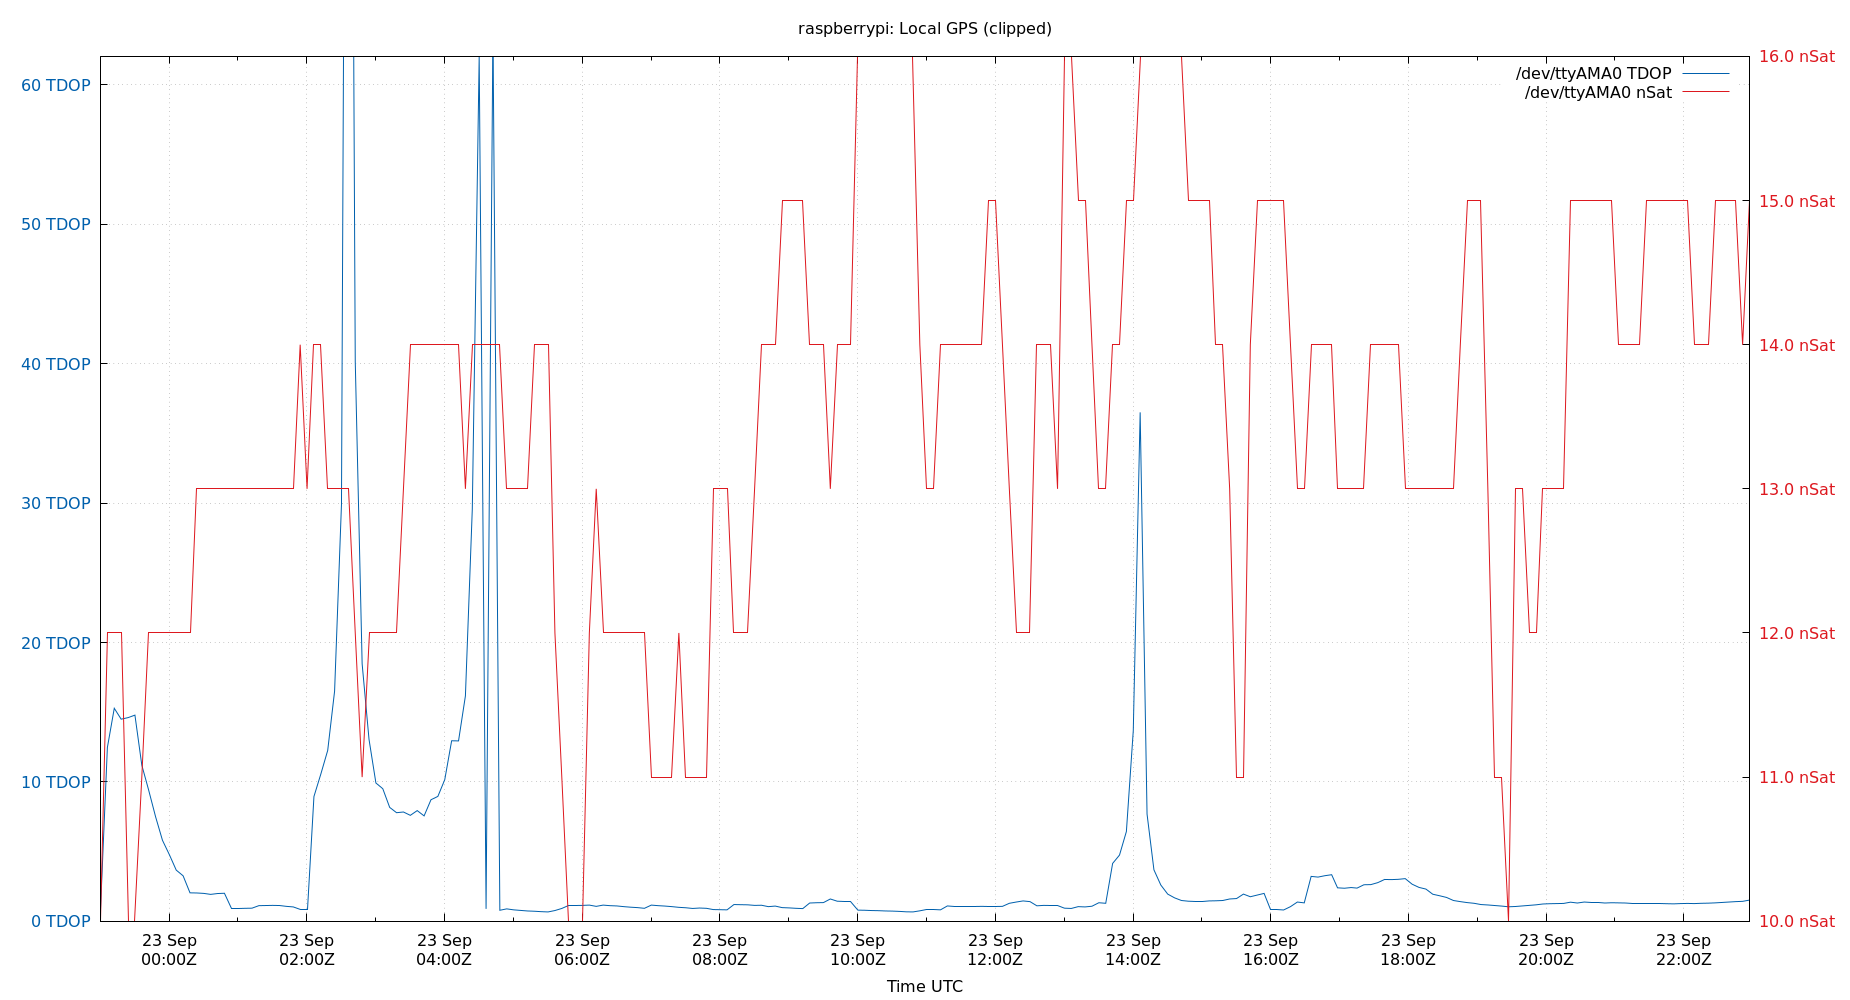 raspberrypi: Local GPS (clipped)
/dev/ttyAMA0 TDOP
/dev/ttyAMA0 nSat
60 TDOP
50 TDOP
40 TDOP
30 TDOP
20 TDOP
10 TDOP
0 TDOP
16.0 nSat
15.0 nSat
14.0 nSat
13.0 nSat
12.0 nSat
11.0 nSat
10.0 nSat
23 Sep
00:00Z
23 Sep
02:00Z
23 Sep
04:00Z
23 Sep
06:00Z
23 Sep
08:00Z
23 Sep
10:00Z
23 Sep
12:00Z
23 Sep
14:00Z
23 Sep
16:00Z
23 Sep
18:00Z
23 Sep
20:00Z
23 Sep
22:00Z
Time UTC